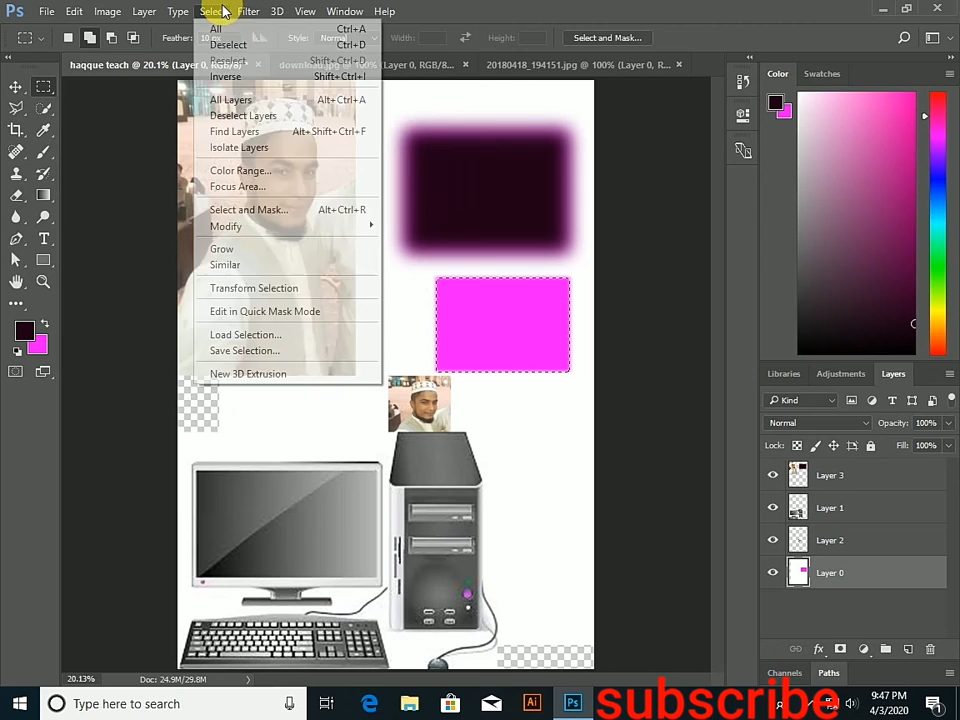 Ps File Edit Image Layer Type Select Filter 3D View Window Help
Feather: Style: Normal Width: Height: Select and Mask...
haqque teach @ 20.1% (Layer 0, RGB/8) * × download.jpg @ 100% (Layer 0, RGB/8... × 20180418_194151.jpg @ 100% (Layer 0, R... ×
All Ctrl+A
Deselect Ctrl+D
Reselect Shift+Ctrl+D
Inverse Shift+Ctrl+I
All Layers Alt+Ctrl+A
Deselect Layers
Find Layers Alt+Shift+Ctrl+F
Isolate Layers
Color Range...
Focus Area...
Select and Mask... Alt+Ctrl+R
Modify
Grow
Similar
Transform Selection
Edit in Quick Mask Mode
Load Selection...
Save Selection...
New 3D Extrusion
Color Swatches
Libraries Adjustments Layers
Kind
Normal Opacity: 100%
Lock: Fill: 100%
Layer 3
Layer 1
Layer 2
Layer 0
Channels Paths
20.13% Doc: 24.9M/29.8M
Type here to search
Ai Ps
subscribe
9:47 PM
4/3/2020